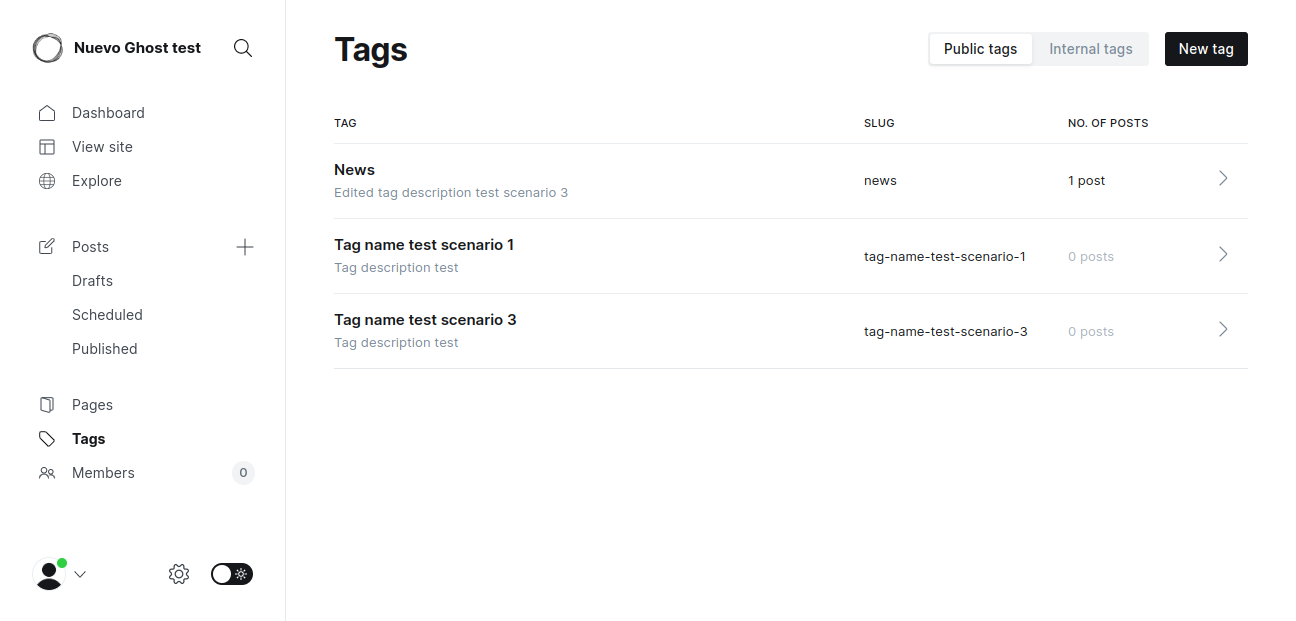 Nuevo Ghost test
Dashboard
View site
Explore
Posts
Drafts
Scheduled
Published
Pages
Tags
Members 0
Tags
Public tags Internal tags New tag
TAG SLUG NO. OF POSTS
News
Edited tag description test scenario 3
news 1 post
Tag name test scenario 1
Tag description test
tag-name-test-scenario-1 0 posts
Tag name test scenario 3
Tag description test
tag-name-test-scenario-3 0 posts